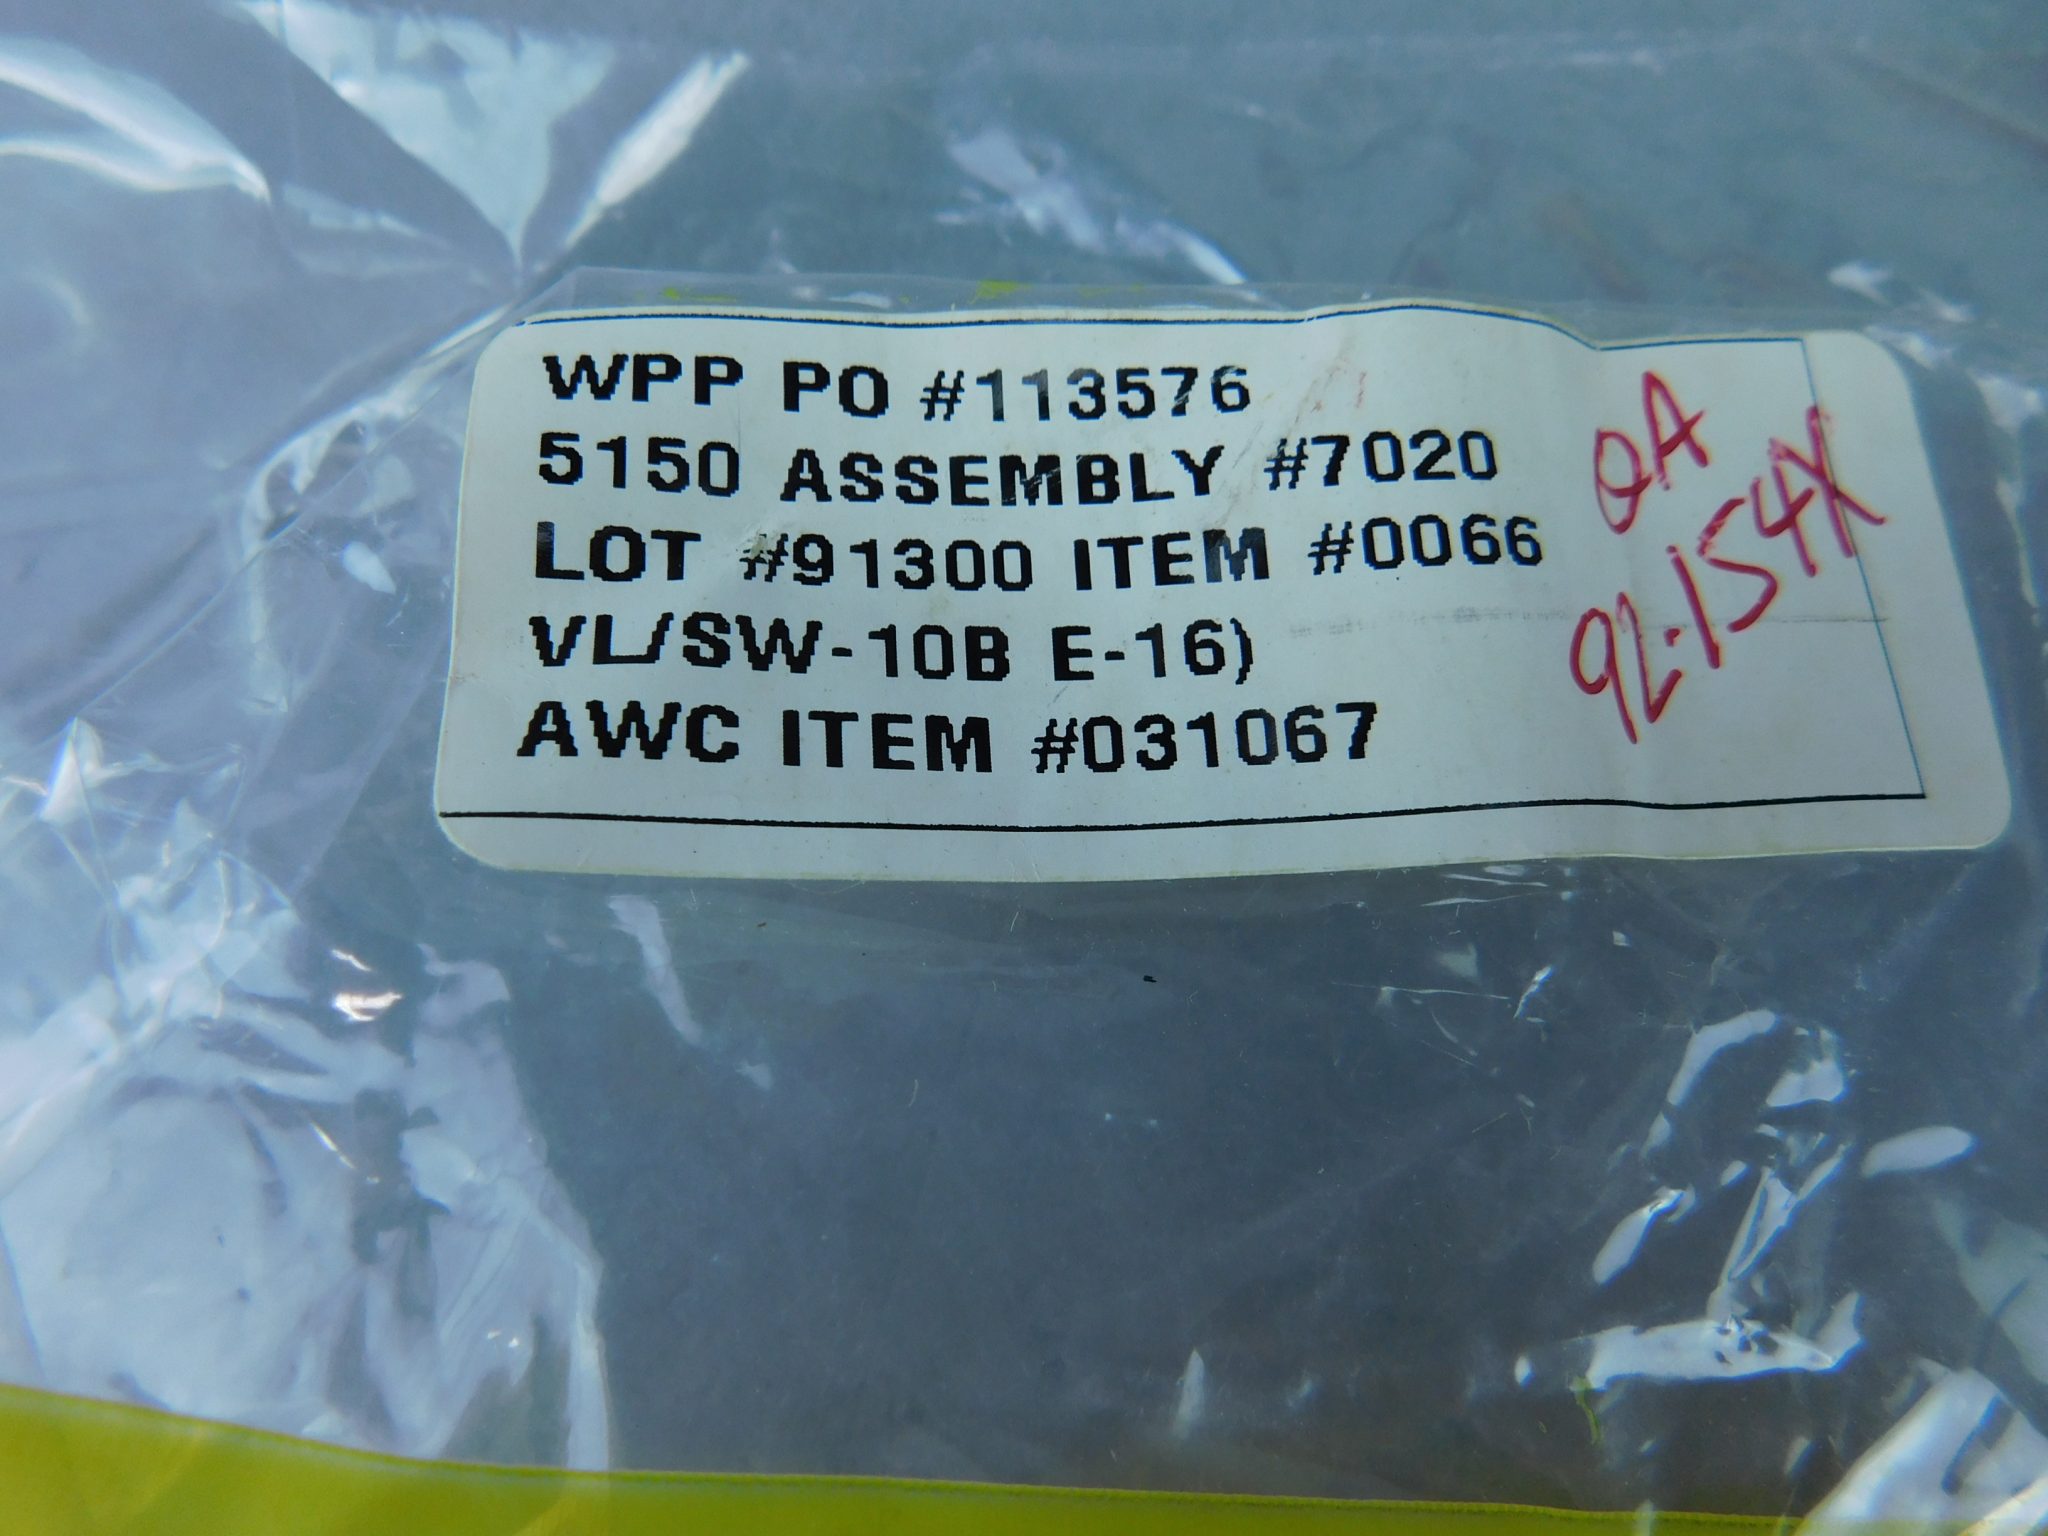 WPP PO #113576
5150 ASSEMBLY #7020
LOT #91300 ITEM #0066
VL/SW-10B E-16)
AWC ITEM #031067
QA
92.154X